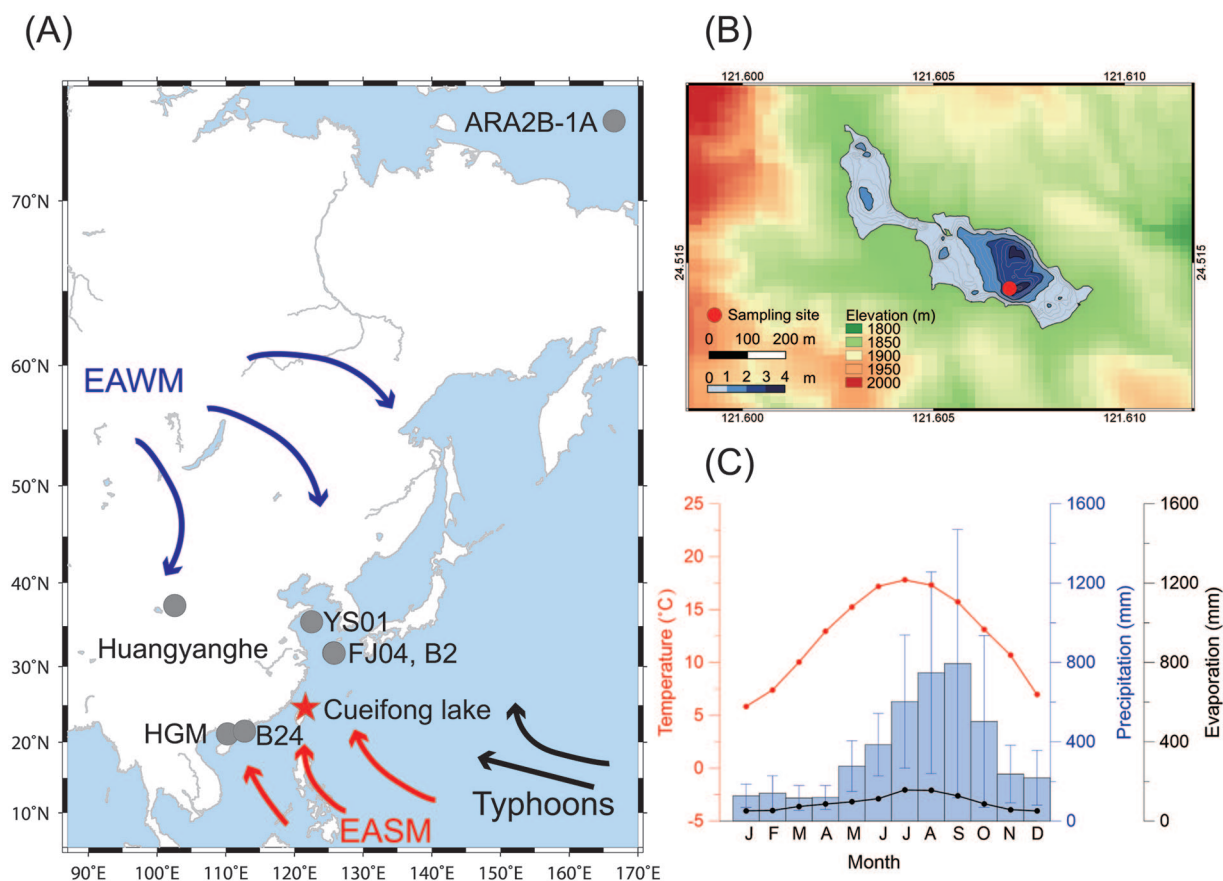 (A)
ARA2B-1A
70°N
60°N
50°N
40°N
30°N
20°N
10°N
EAWM
Huangyanghe
YS01
FJ04, B2
Cueifong lake
HGM
B24
EASM
Typhoons
90°E 100°E 110°E 120°E 130°E 140°E 150°E 160°E 170°E
(B)
121.600 121.605 121.610
24.515
24.515
Sampling site
0 100 200 m
0 1 2 3 4 m
Elevation (m)
1800
1850
1900
1950
2000
121.600 121.605 121.610
(C)
Temperature (°C)
25
20
15
10
5
0
-5
1600
1200
800
400
0
Precipitation (mm)
1600
1200
800
400
0
Evaporation (mm)
J F M A M J J A S O N D
Month